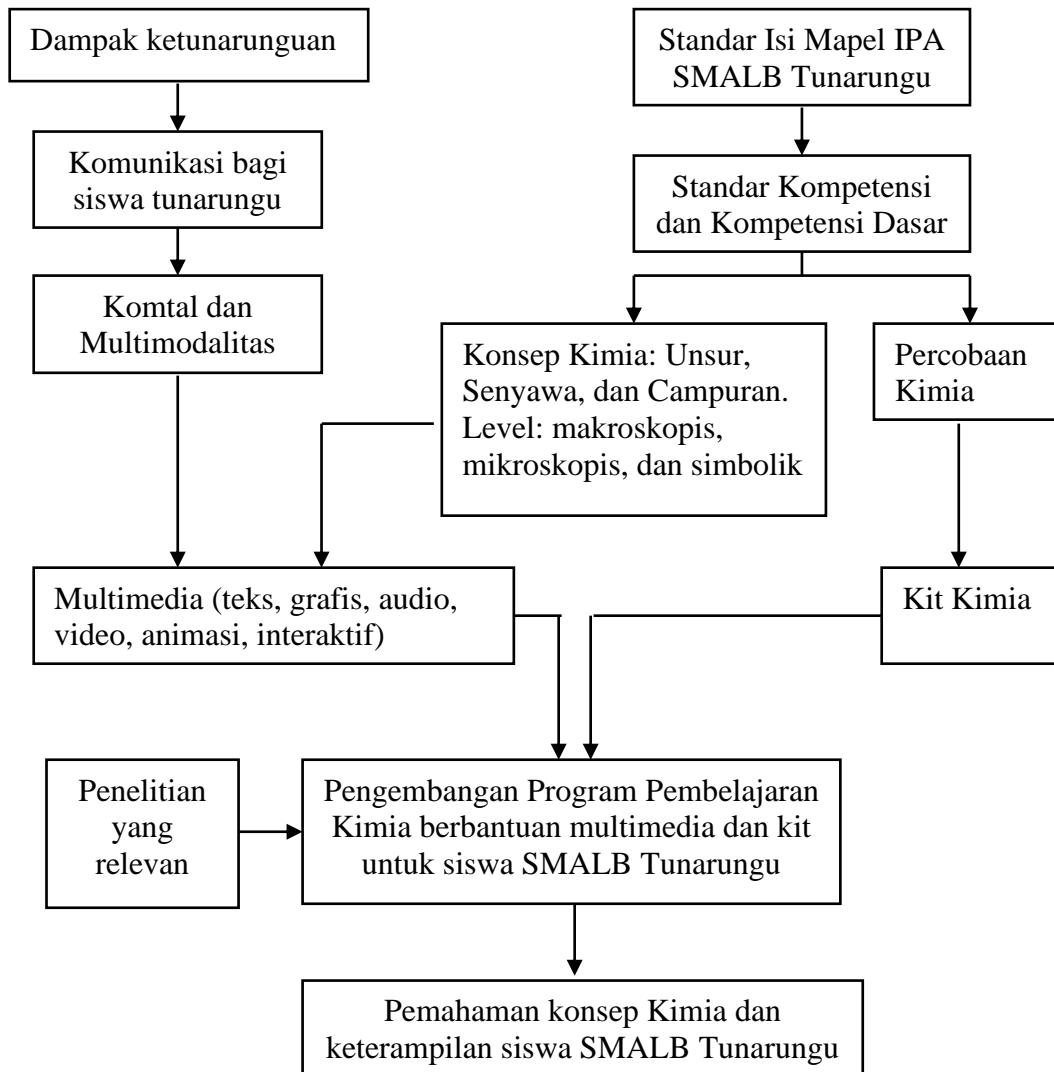 Dampak ketunarunguan
Standar Isi Mapel IPA
SMALB Tunarungu
Komunikasi bagi
siswa tunarungu
Standar Kompetensi
dan Kompetensi Dasar
Komtal dan
Multimodalitas
Konsep Kimia: Unsur,
Senyawa, dan Campuran.
Level: makroskopis,
mikroskopis, dan simbolik
Percobaan
Kimia
Multimedia (teks, grafis, audio,
video, animasi, interaktif)
Kit Kimia
Penelitian
yang
relevan
Pengembangan Program Pembelajaran
Kimia berbantuan multimedia dan kit
untuk siswa SMALB Tunarungu
Pemahaman konsep Kimia dan
keterampilan siswa SMALB Tunarungu